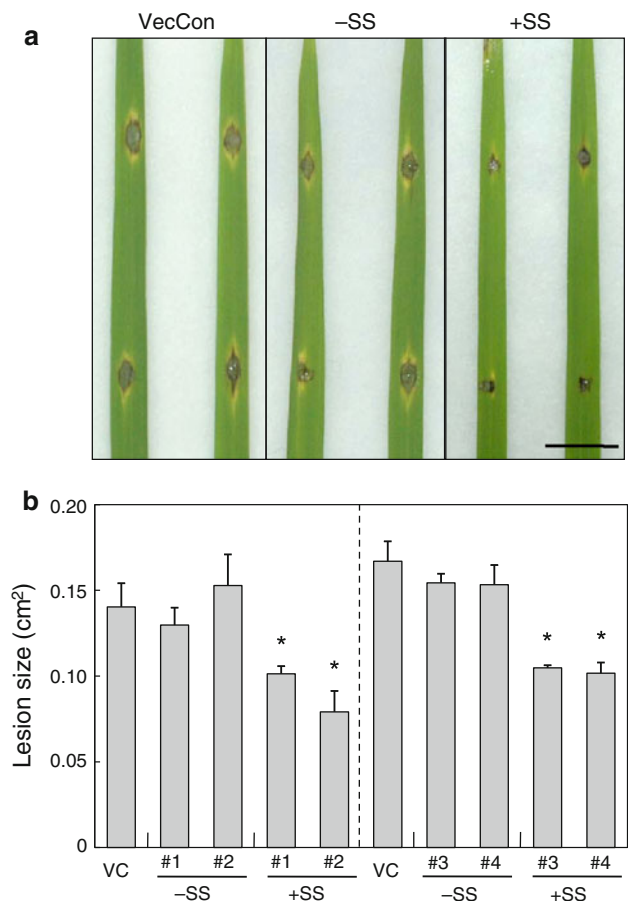 VecCon –SS +SS
a
b
Lesion size (cm²)
0.20
0.15
0.10
0.05
0
* * * *
VC #1 #2 #1 #2 VC #3 #4 #3 #4
–SS +SS –SS +SS